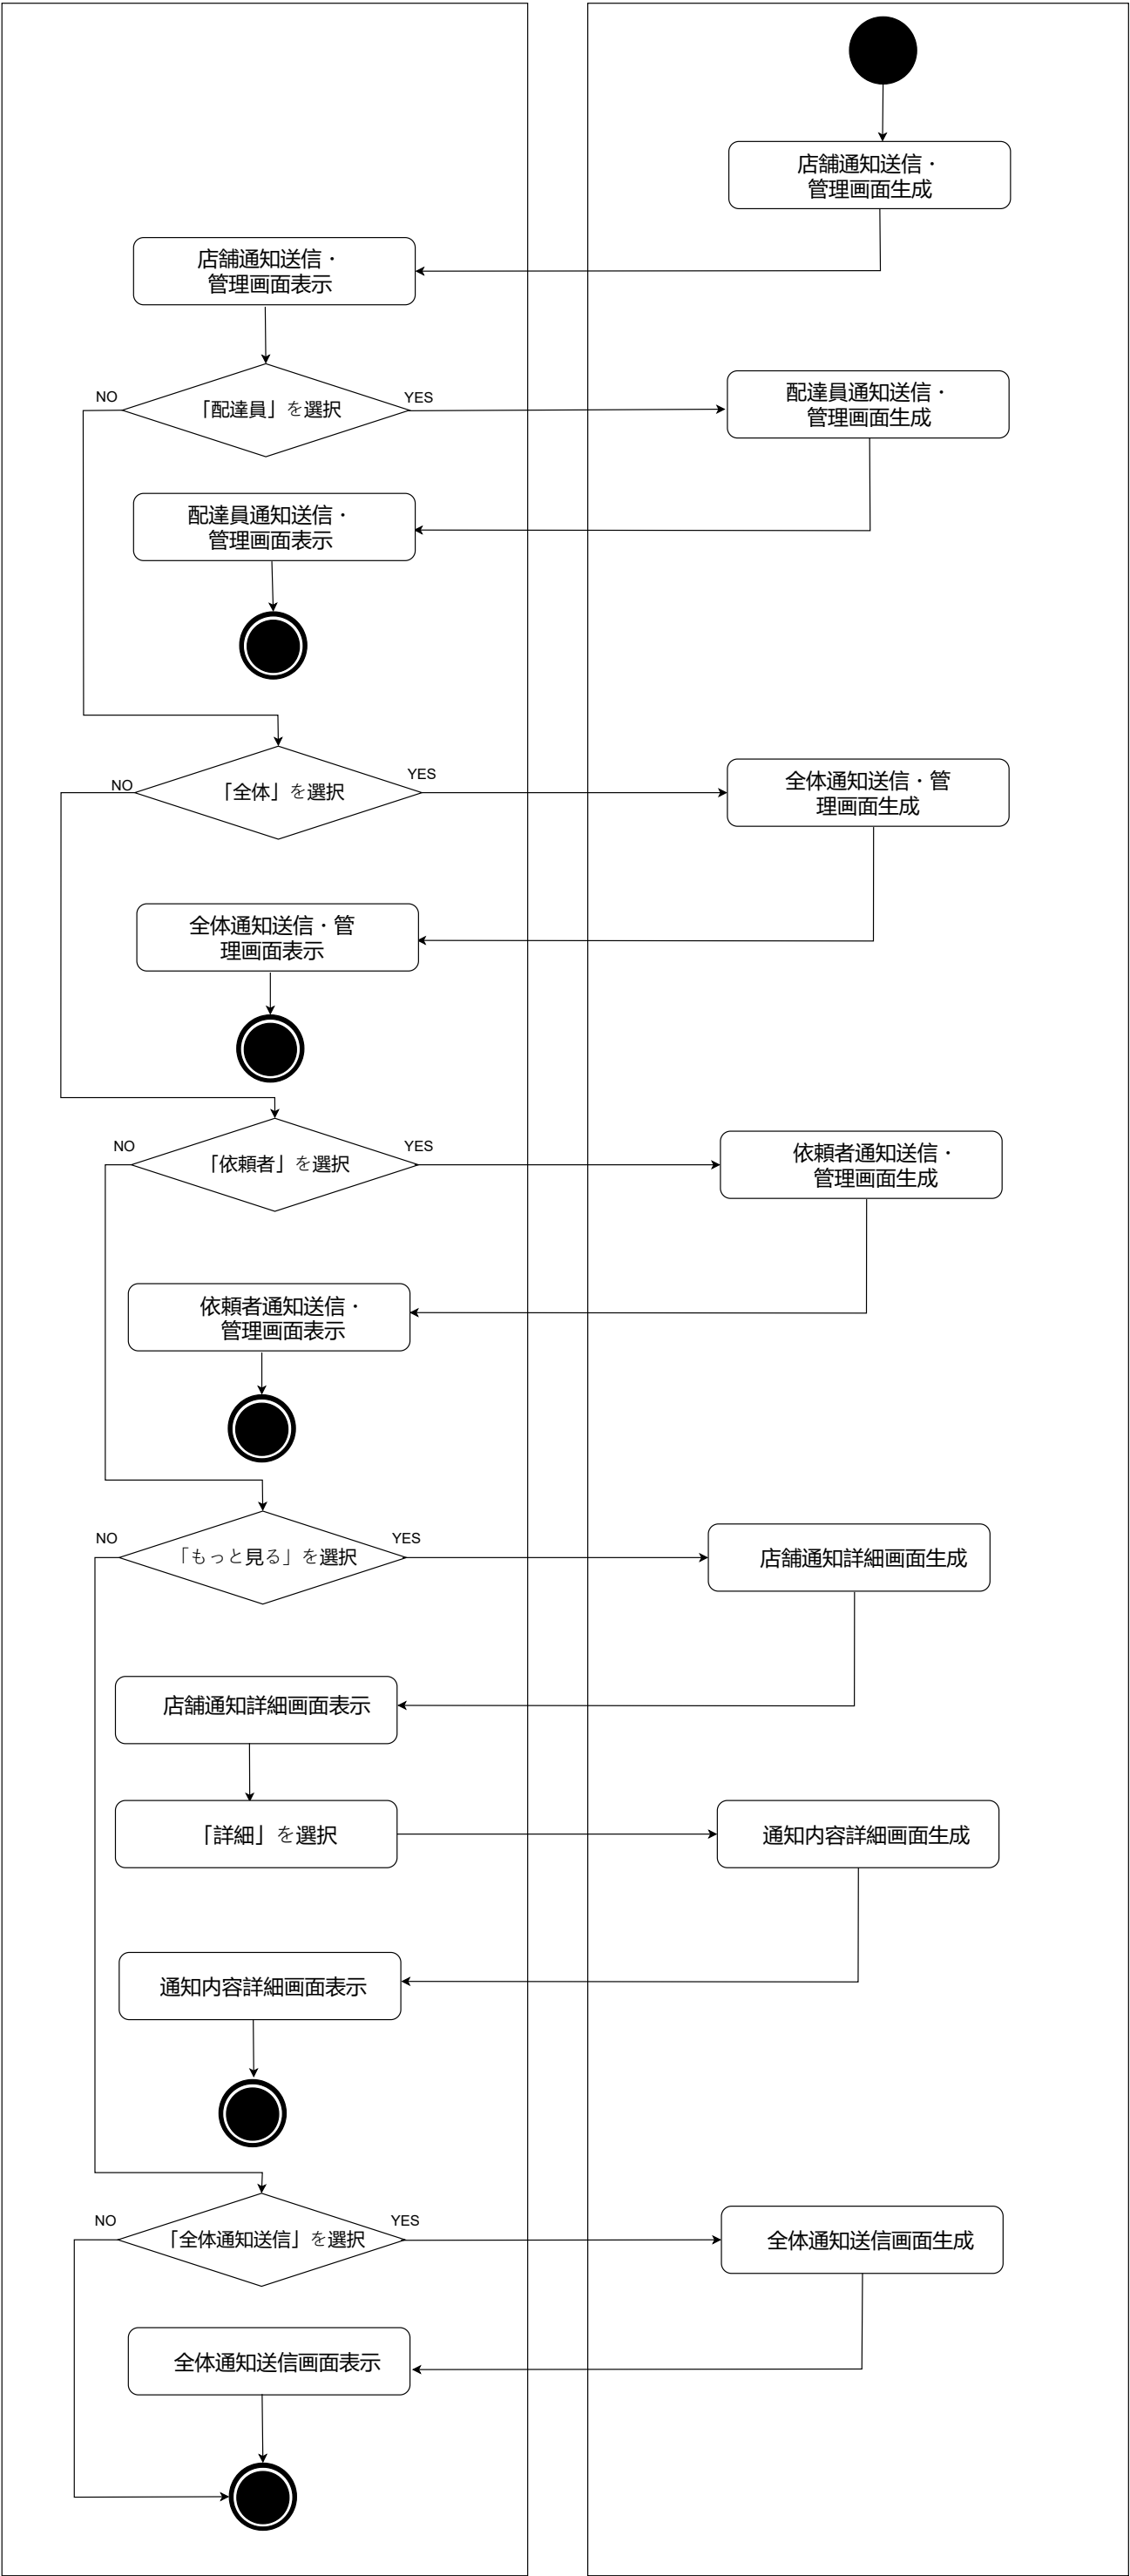 店舗通知送信・
管理画面生成
店舗通知送信・
管理画面表示
NO
「配達員」を選択
YES
配達員通知送信・
管理画面生成
配達員通知送信・
管理画面表示
NO
「全体」を選択
YES
全体通知送信・管
理画面生成
全体通知送信・管
理画面表示
NO
「依頼者」を選択
YES
依頼者通知送信・
管理画面生成
依頼者通知送信・
管理画面表示
NO
「もっと見る」を選択
YES
店舗通知詳細画面生成
店舗通知詳細画面表示
「詳細」を選択
通知内容詳細画面生成
通知内容詳細画面表示
NO
「全体通知送信」を選択
YES
全体通知送信画面生成
全体通知送信画面表示